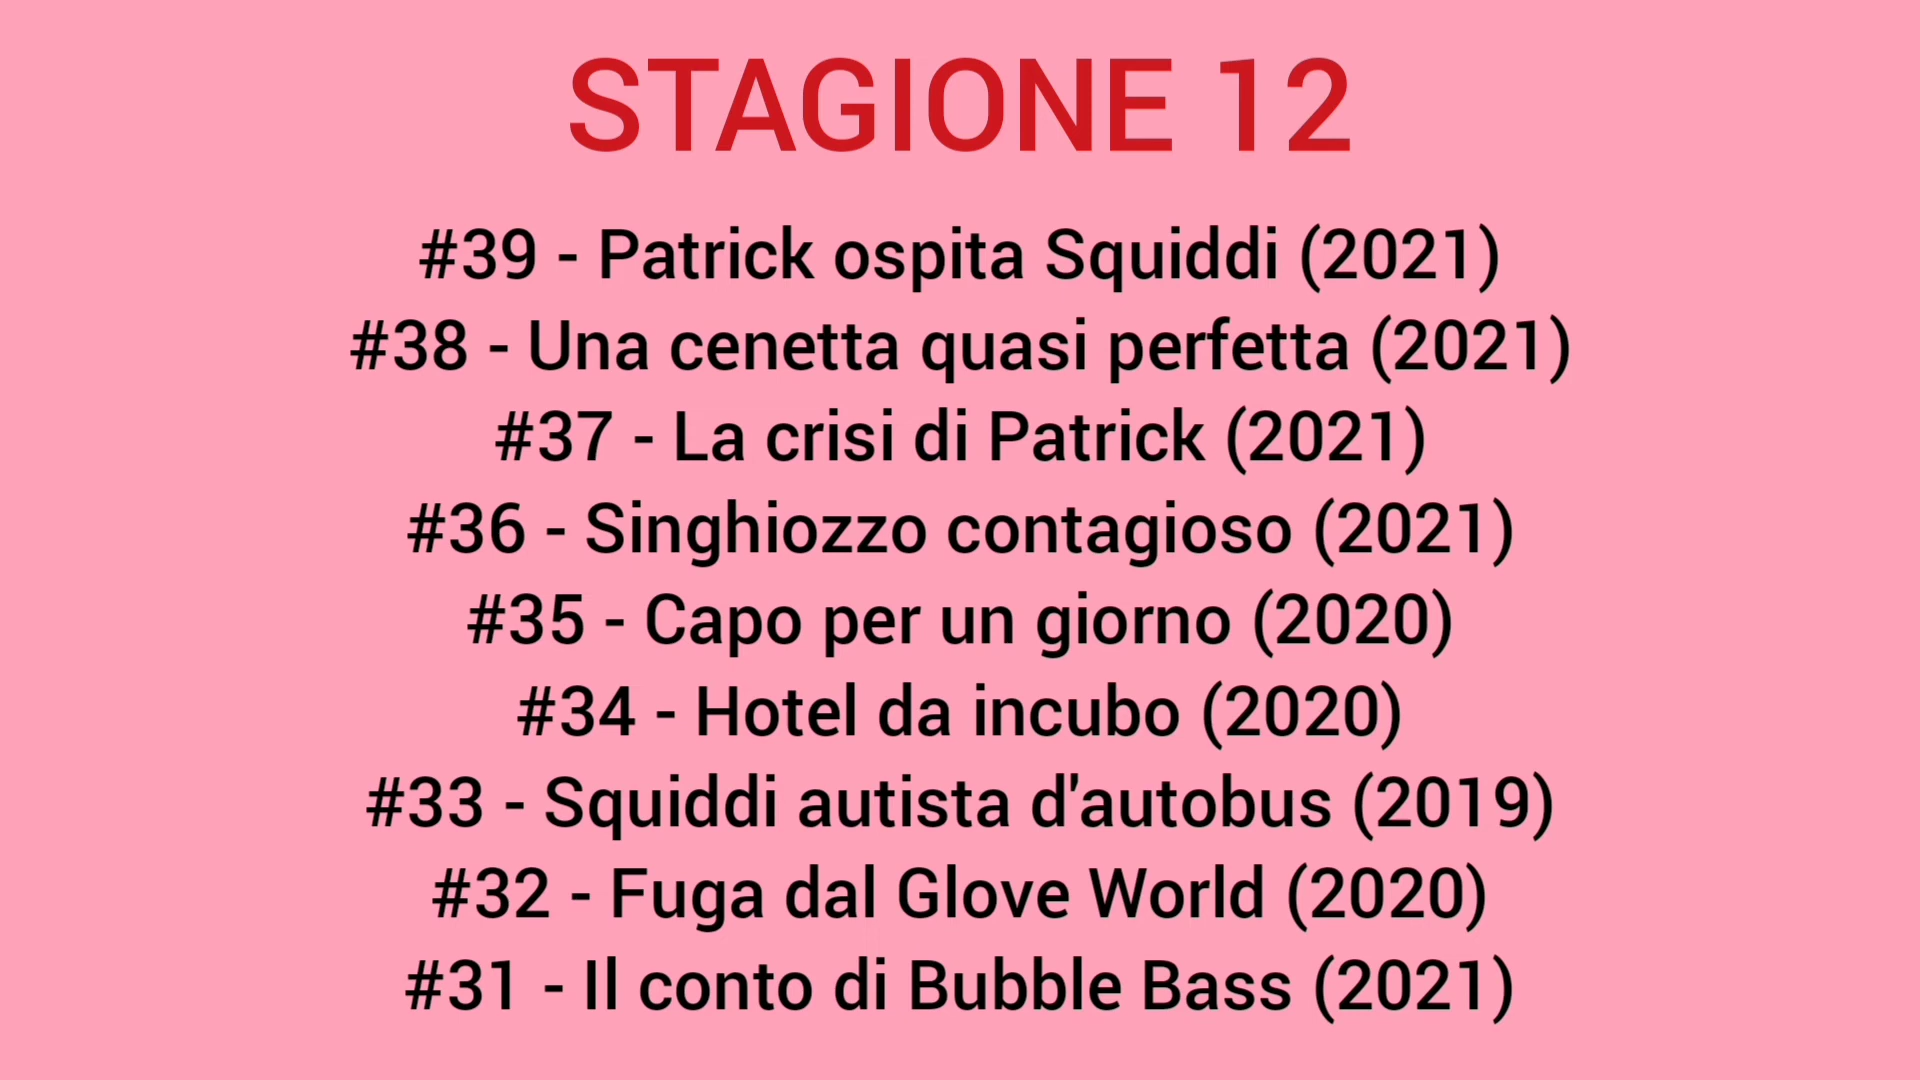 STAGIONE 12
#39 - Patrick ospita Squiddi (2021)
#38 - Una cenetta quasi perfetta (2021)
#37 - La crisi di Patrick (2021)
#36 - Singhiozzo contagioso (2021)
#35 - Capo per un giorno (2020)
#34 - Hotel da incubo (2020)
#33 - Squiddi autista d'autobus (2019)
#32 - Fuga dal Glove World (2020)
#31 - Il conto di Bubble Bass (2021)